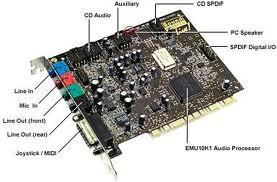 Auxiliary
CD SPDIF
CD Audio
PC Speaker
SPDIF Digital I/O
Line In
Mic In
Line Out (front)
Line Out (rear)
Joystick / MIDI
EMU10K1 Audio Processor